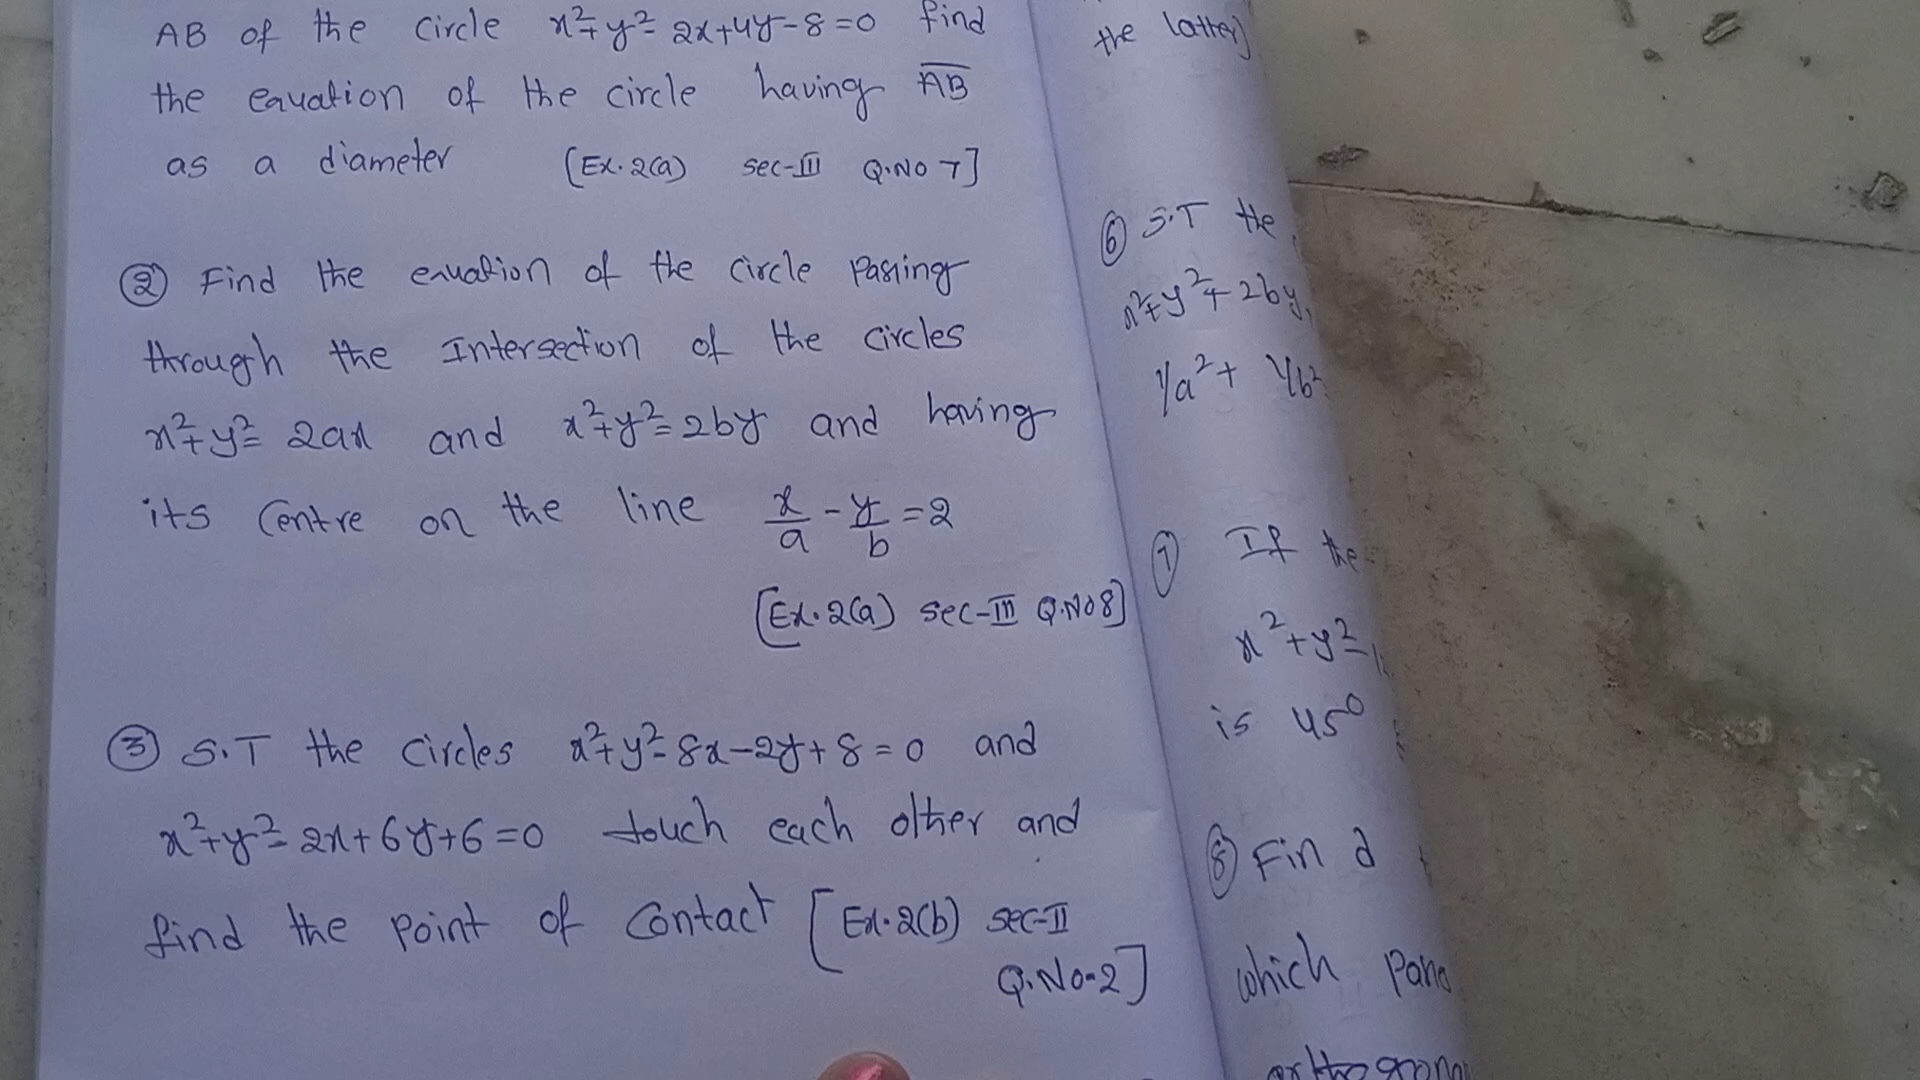 AB of the circle x²+y²-2x+4y-8=0 find
the equation of the circle having AB
as a diameter [Ex.2(a) sec-III Q.NO 7]
② Find the equation of the circle Passing
through the Intersection of the circles
x²+y²=2ax and x²+y²=2by and having
its Centre on the line x/a - y/b = 2
[Ex.2(a) sec-III Q.NO8]
③ S.T the circles x²+y²-8x-2y+8=0 and
x²+y²-2x+6y+6=0 touch each other and
find the point of Contact [Ex.2(b) sec-II
Q.No-2]
the latter)
⑥ S.T the
x²+y²+2by
1/a²+ 1/b²
⑦ If the
x²+y²
is 45°
⑧ Find
which